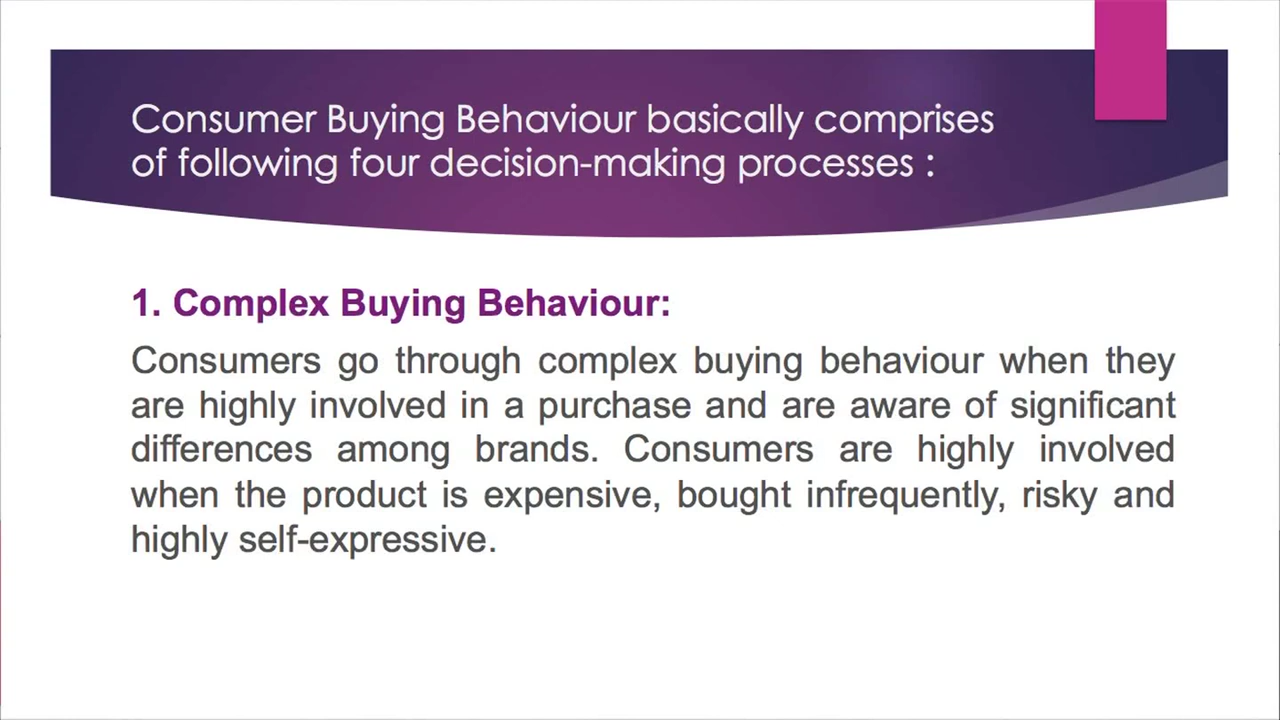 Consumer Buying Behaviour basically comprises
of following four decision-making processes :
1. Complex Buying Behaviour:
Consumers go through complex buying behaviour when they
are highly involved in a purchase and are aware of significant
differences among brands. Consumers are highly involved
when the product is expensive, bought infrequently, risky and
highly self-expressive.